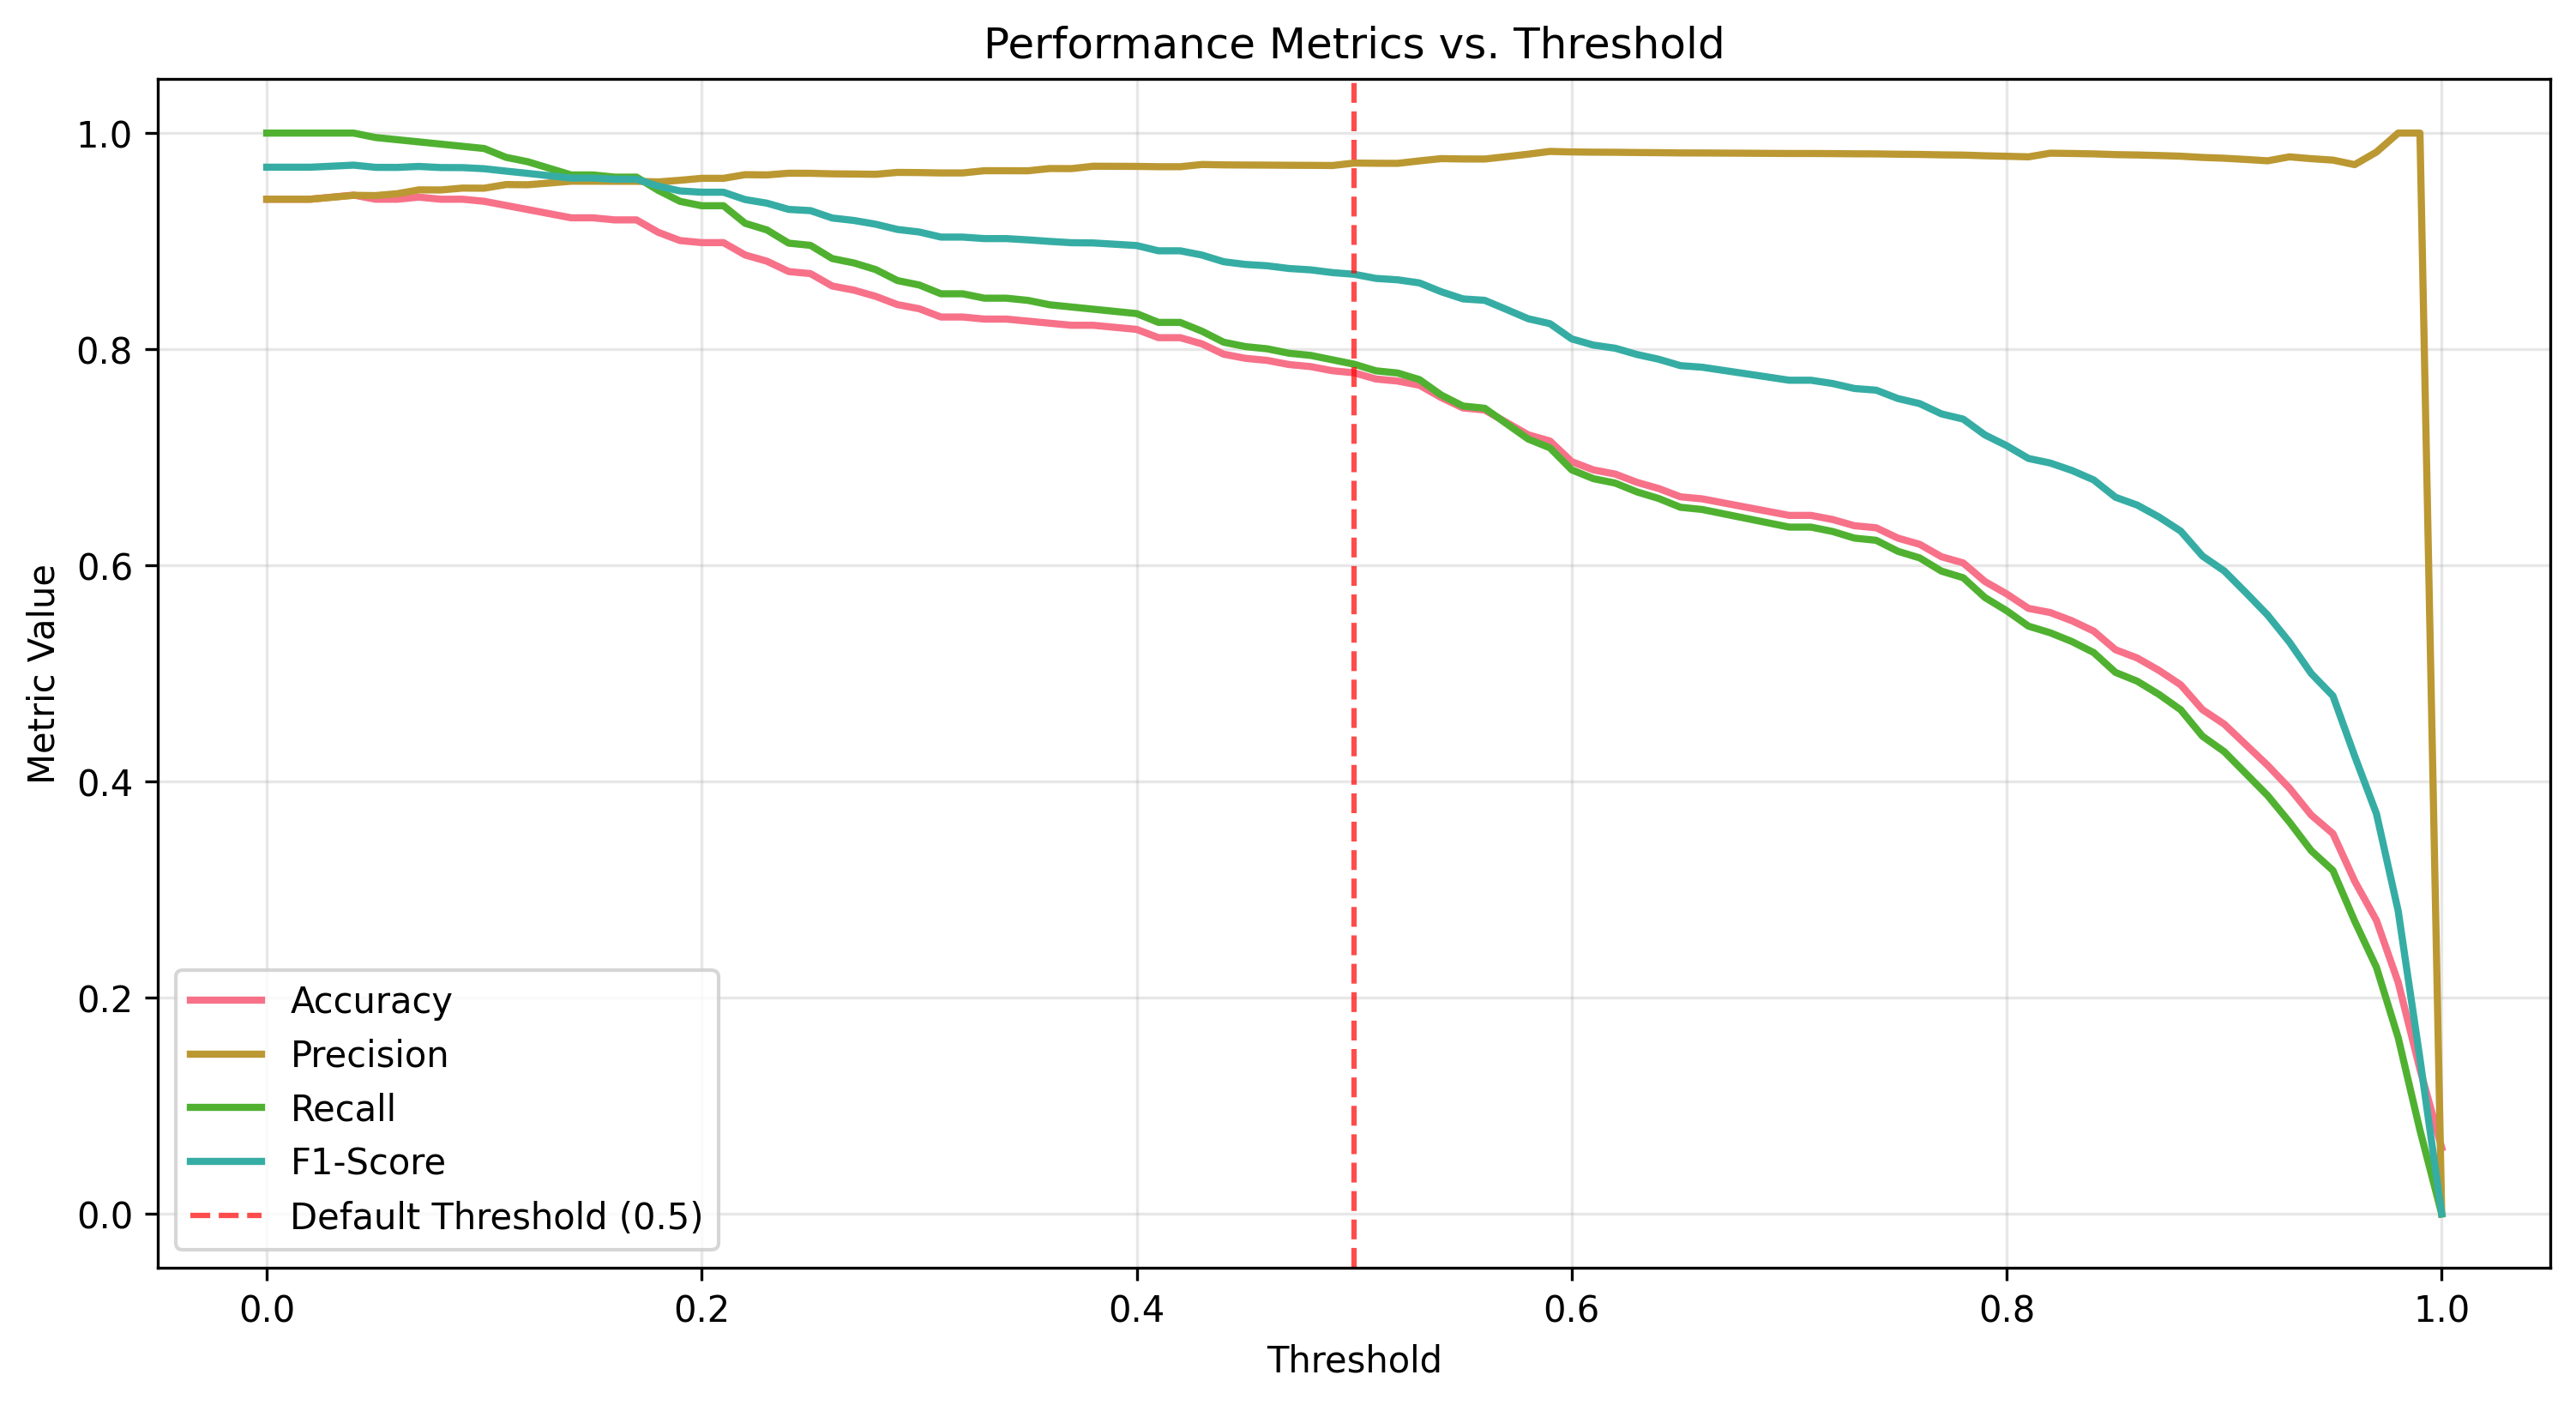 Performance Metrics vs. Threshold
Metric Value
1.0
0.8
0.6
0.4
0.2
0.0
Accuracy
Precision
Recall
F1-Score
Default Threshold (0.5)
0.0 0.2 0.4 0.6 0.8 1.0
Threshold